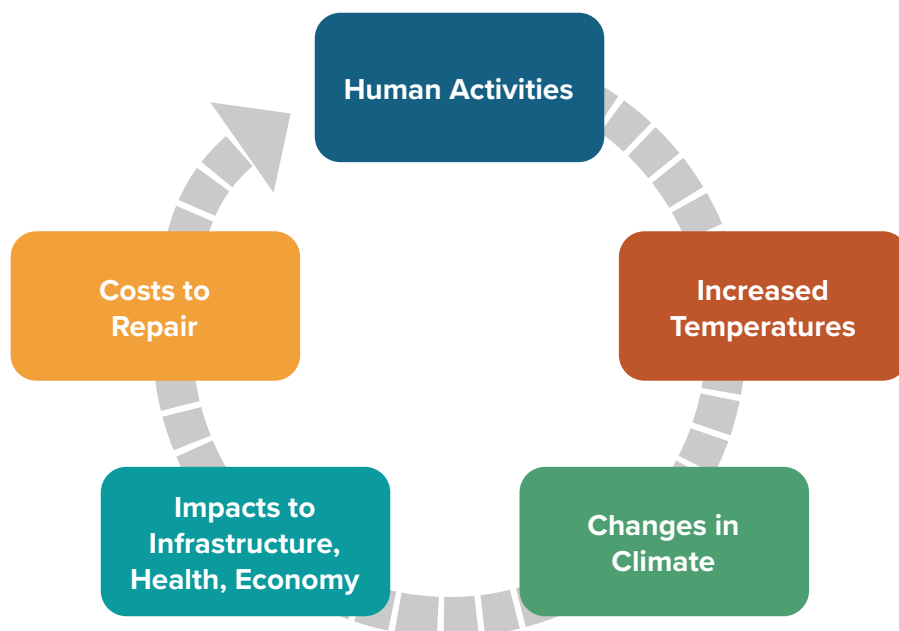 Human Activities
Increased
Temperatures
Changes in
Climate
Impacts to
Infrastructure,
Health, Economy
Costs to
Repair